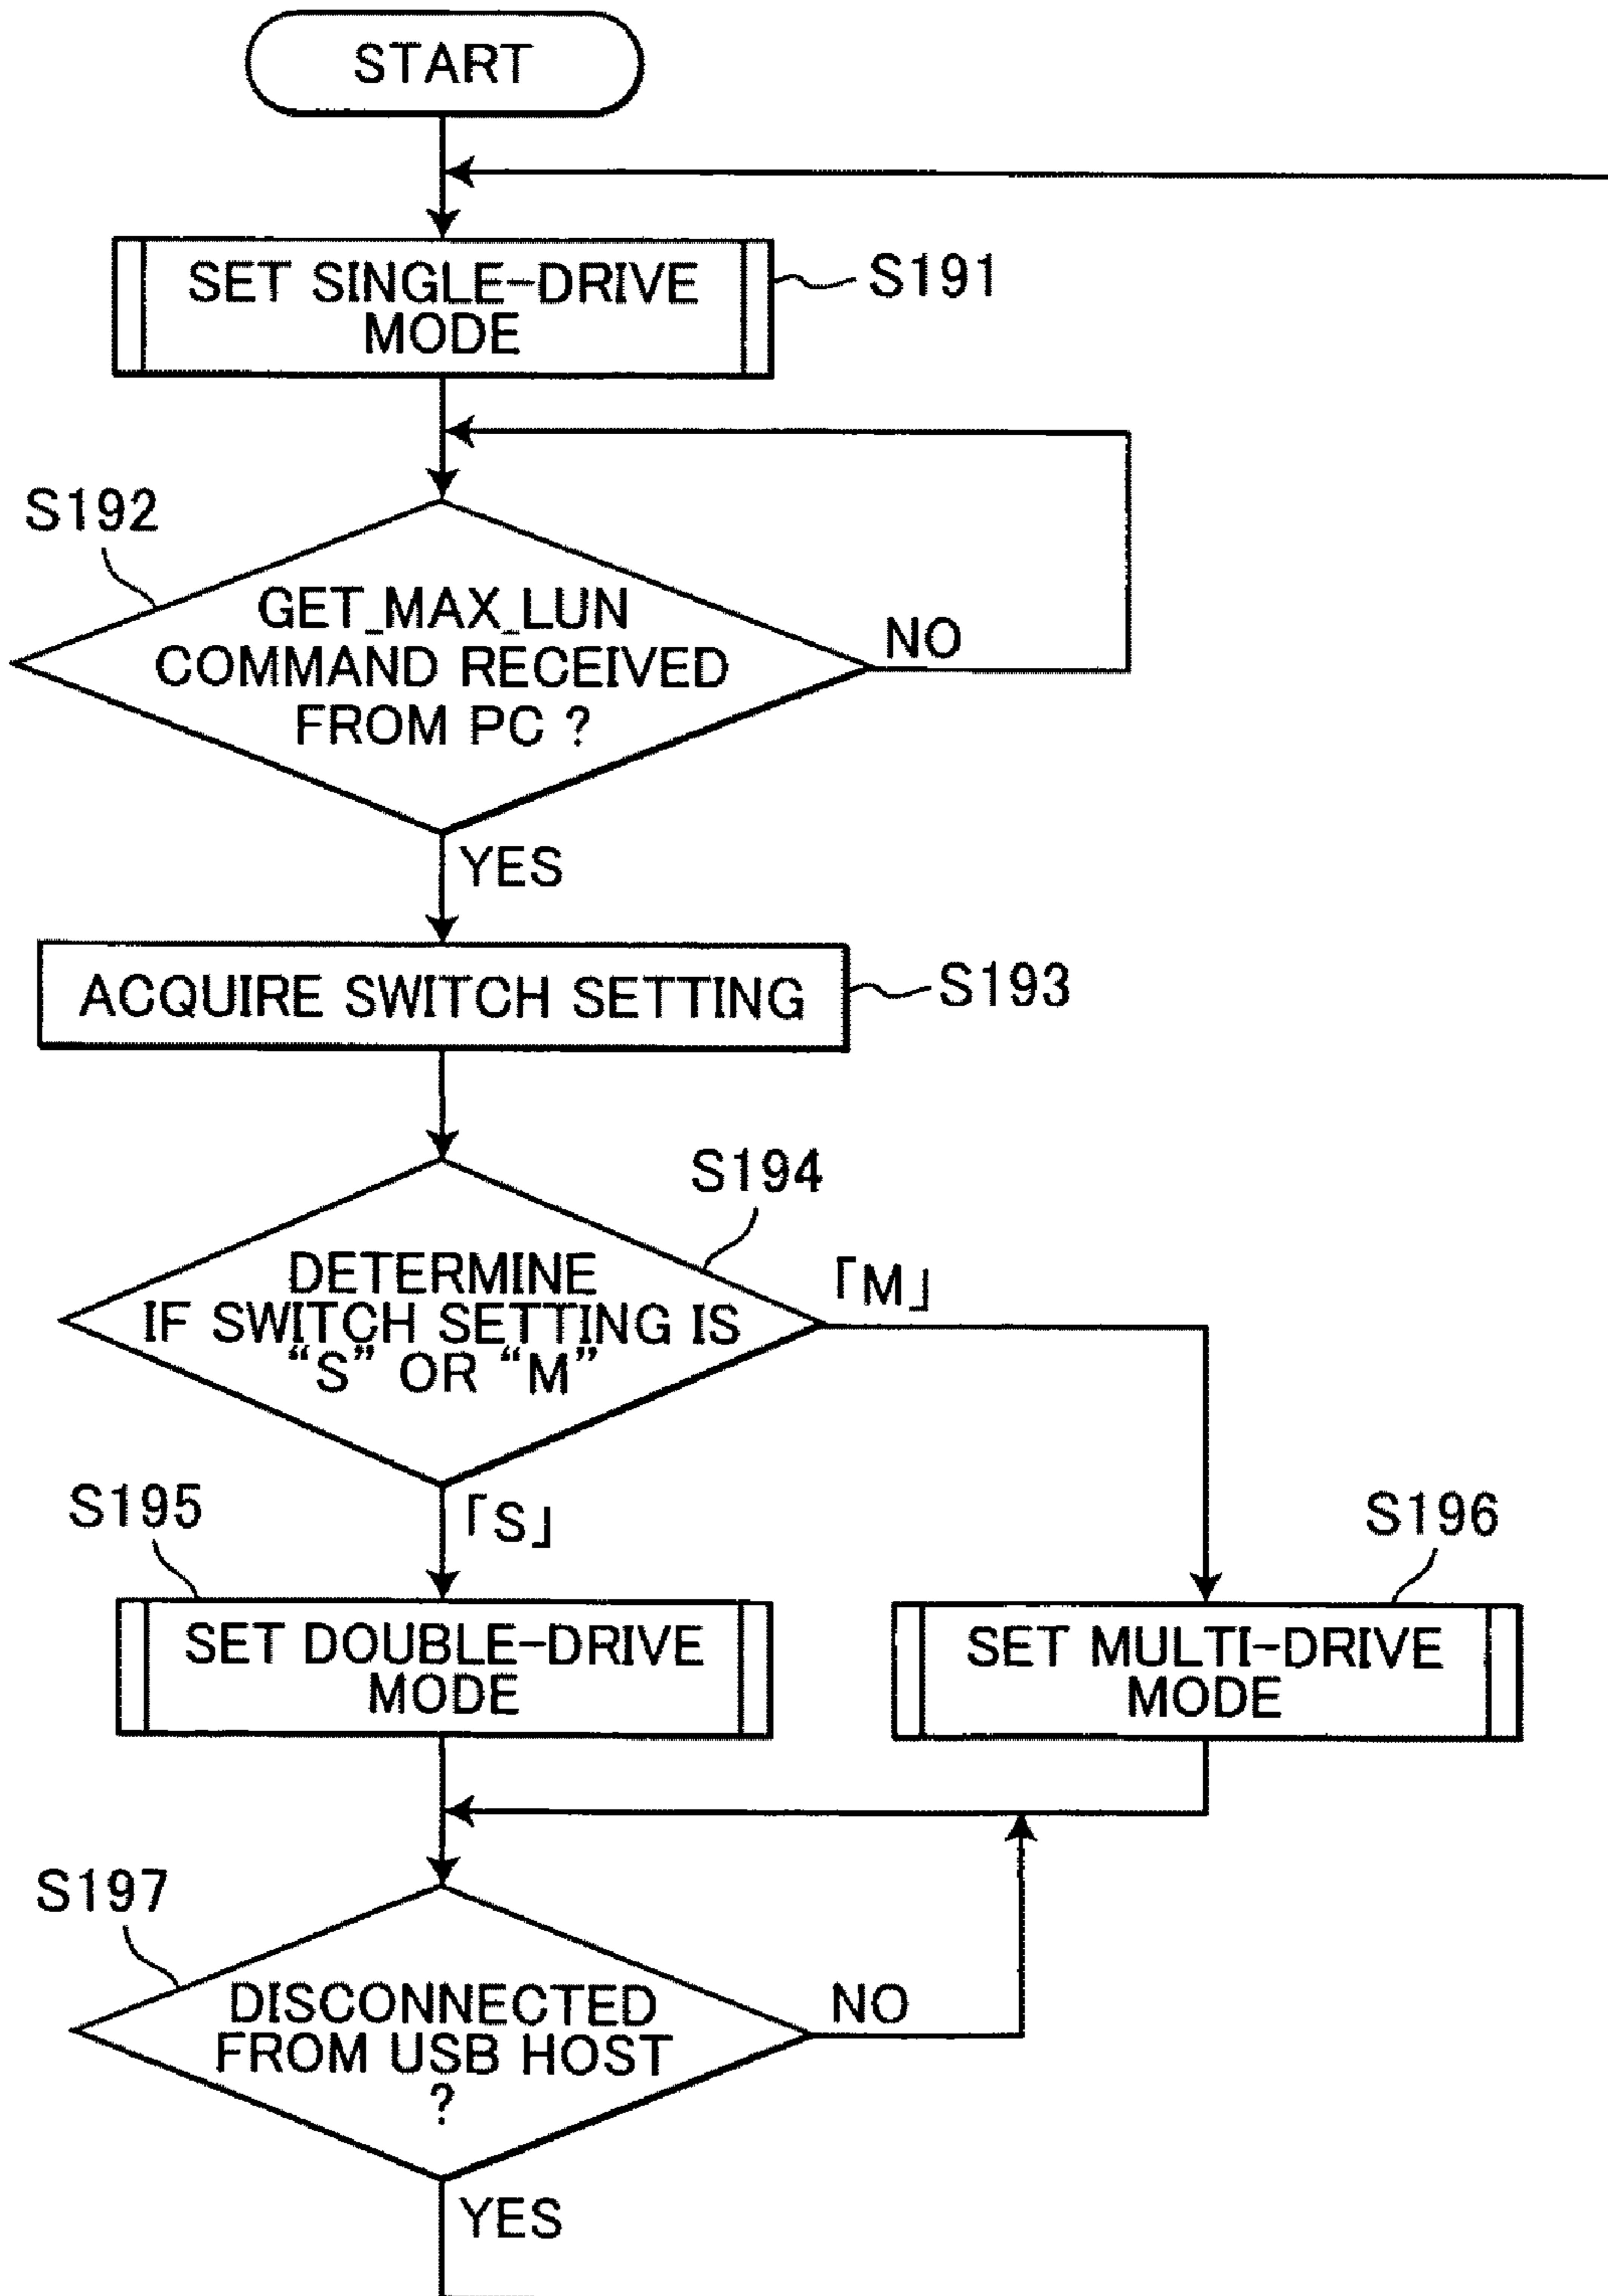 START
SET SINGLE-DRIVE
MODE
S191
S192
GET_MAX_LUN
COMMAND RECEIVED
FROM PC ?
NO
YES
ACQUIRE SWITCH SETTING
S193
S194
DETERMINE
IF SWITCH SETTING IS
“S” OR “M”
「M」
「S」
S195
SET DOUBLE-DRIVE
MODE
S196
SET MULTI-DRIVE
MODE
S197
DISCONNECTED
FROM USB HOST
?
NO
YES